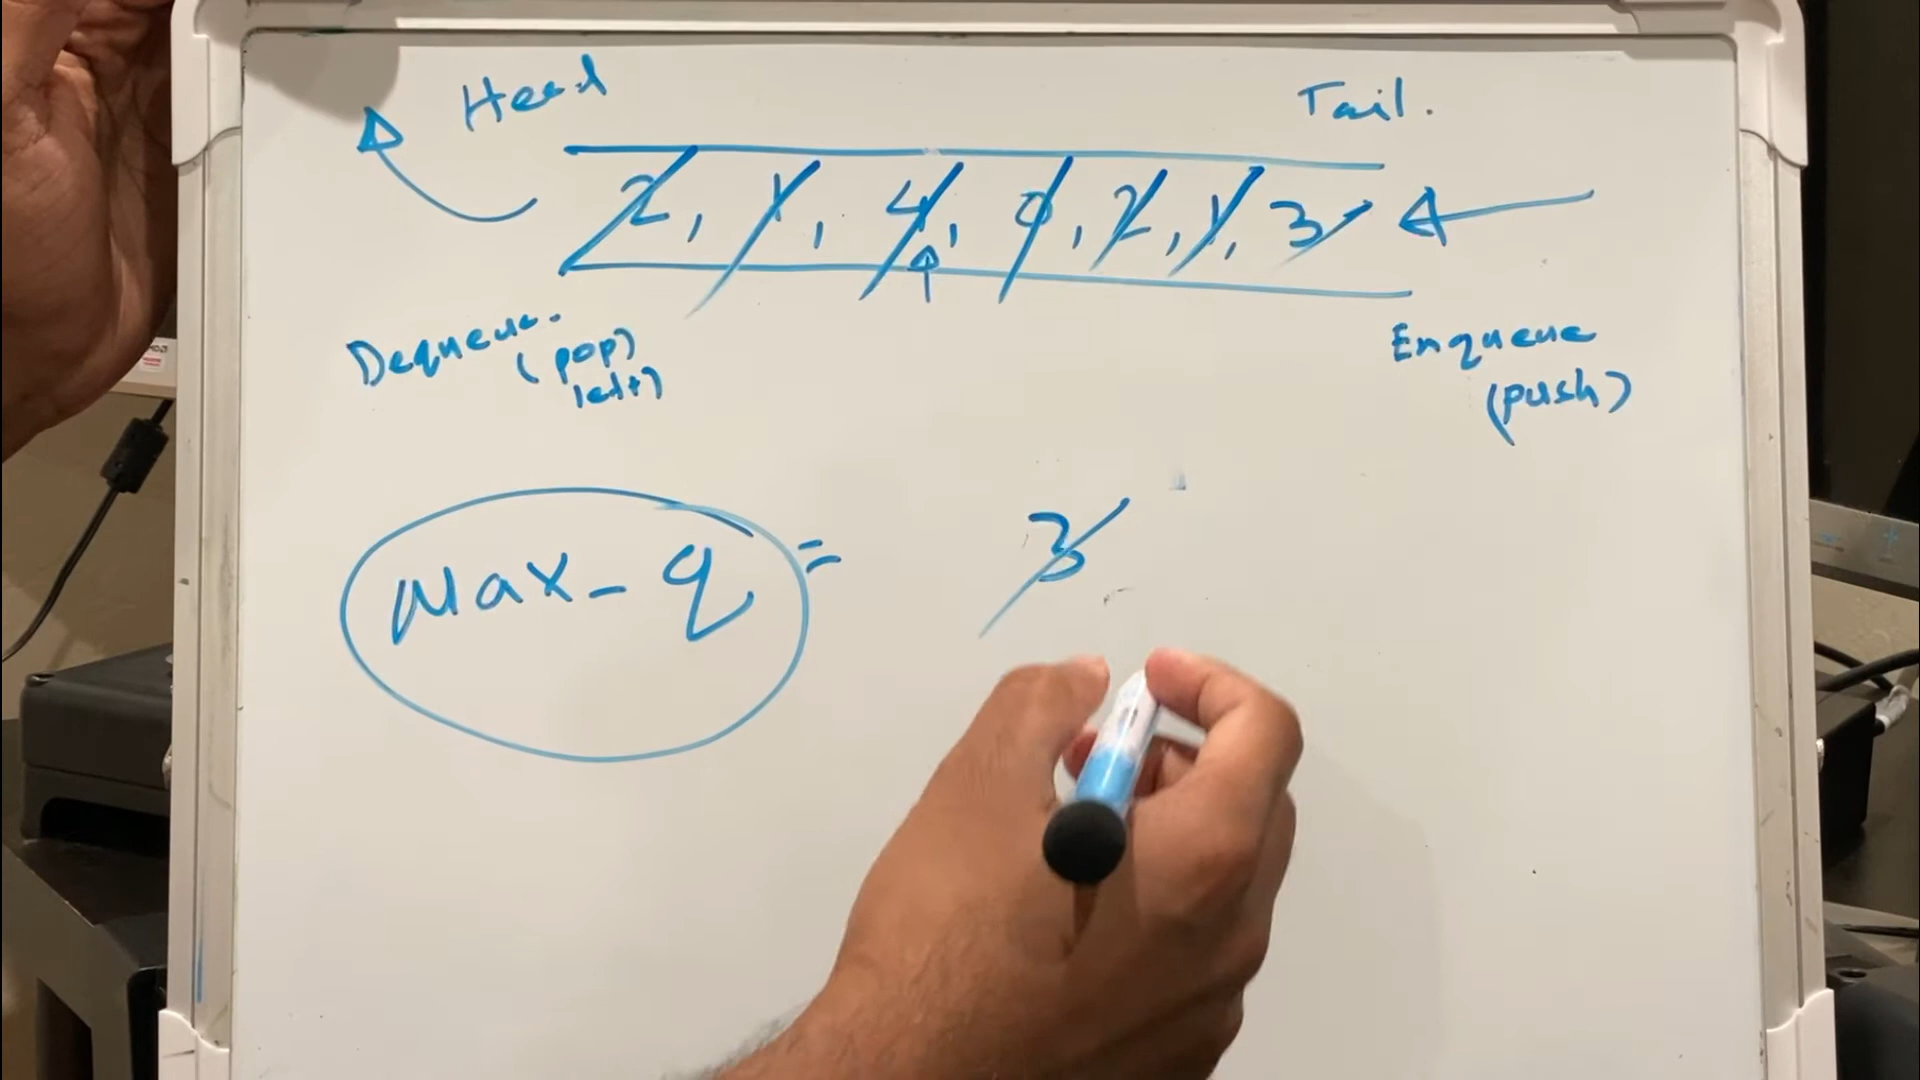 Head
Tail.
2, 1, 4, 0, 2, 1, 3
Dequeue.
(pop)
left)
Enqueue
(push)
Max-q =
3